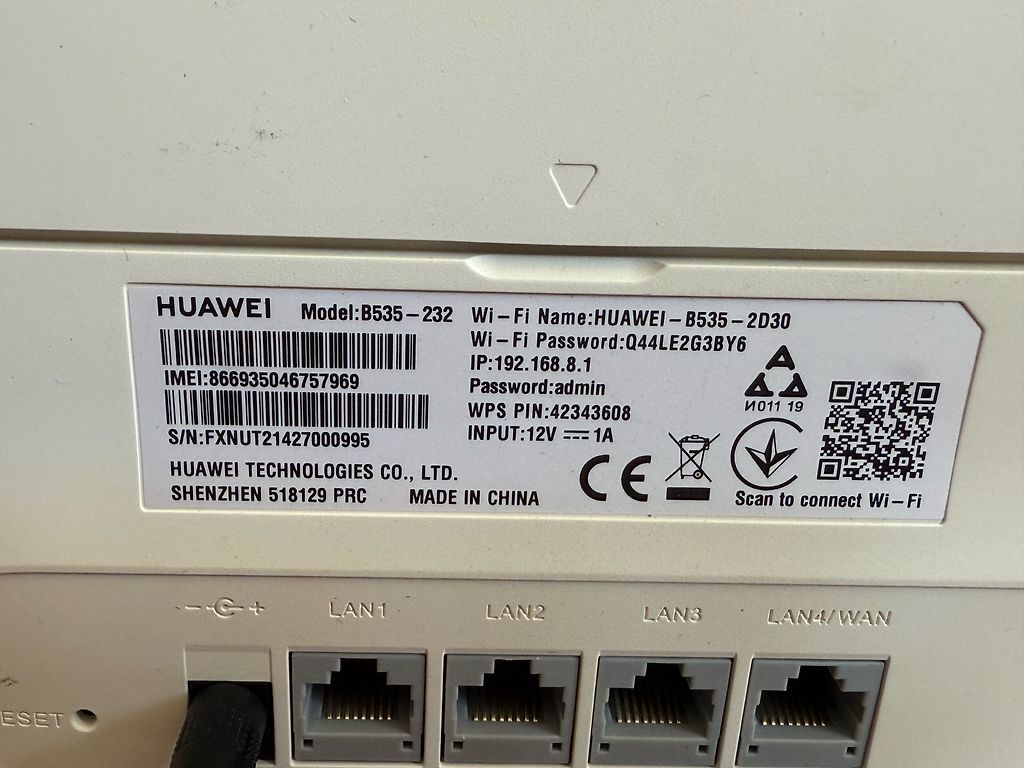 HUAWEI Model:B535-232
IMEI:866935046757969
S/N:FXNUT21427000995
HUAWEI TECHNOLOGIES CO., LTD.
SHENZHEN 518129 PRC MADE IN CHINA
Wi-Fi Name:HUAWEI-B535-2D30
Wi-Fi Password:Q44LE2G3BY6
IP:192.168.8.1
Password:admin
WPS PIN:42343608
INPUT:12V ⎓ 1A
CE
И011 19
Scan to connect Wi-Fi
LAN1 LAN2 LAN3 LAN4/WAN
ESET